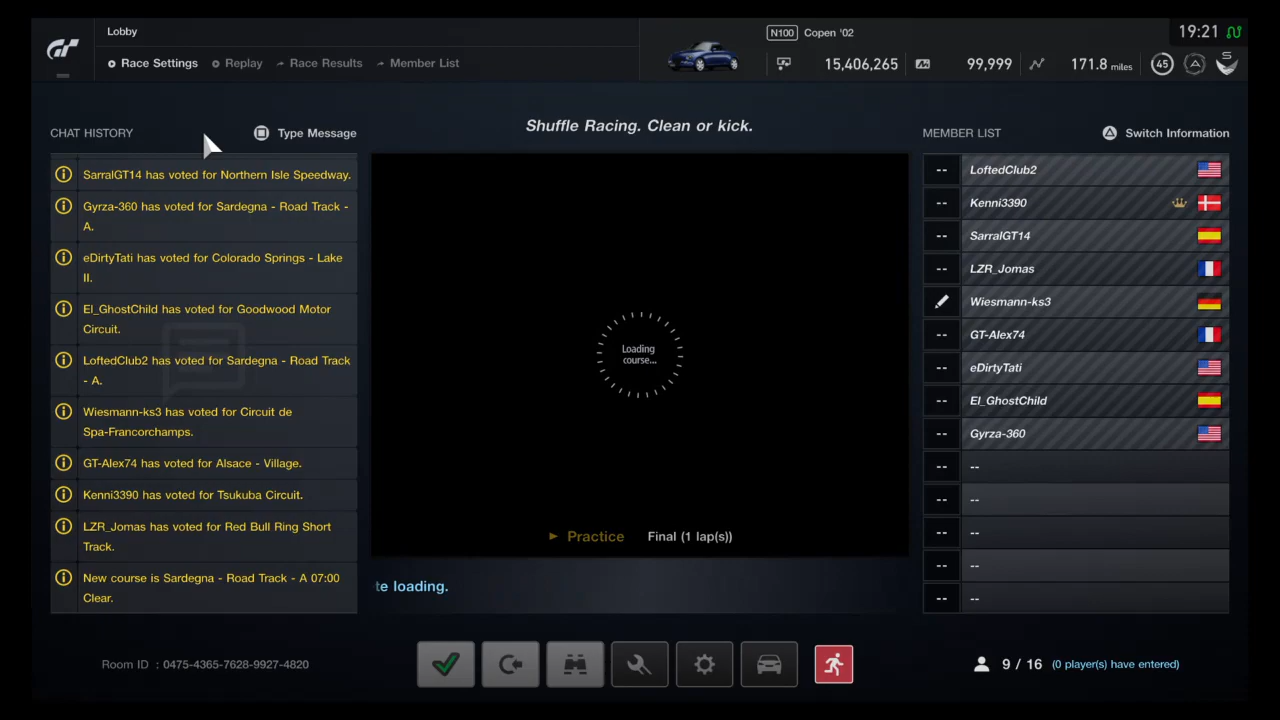 Lobby
Race Settings
Replay
Race Results
Member List
N100
Copen '02
15,406,265
99,999
171.8 miles
19:21
45
S
CHAT HISTORY
Type Message
SarralGT14 has voted for Northern Isle Speedway.
Gyrza-360 has voted for Sardegna - Road Track -
A.
eDirtyTati has voted for Colorado Springs - Lake
II.
El_GhostChild has voted for Goodwood Motor
Circuit.
LoftedClub2 has voted for Sardegna - Road Track
- A.
Wiesmann-ks3 has voted for Circuit de
Spa-Francorchamps.
GT-Alex74 has voted for Alsace - Village.
Kenni3390 has voted for Tsukuba Circuit.
LZR_Jomas has voted for Red Bull Ring Short
Track.
New course is Sardegna - Road Track - A 07:00
Clear.
Shuffle Racing. Clean or kick.
Loading
course...
Practice
Final (1 lap(s))
te loading.
MEMBER LIST
Switch Information
-- LoftedClub2
-- Kenni3390
-- SarralGT14
-- LZR_Jomas
Wiesmann-ks3
-- GT-Alex74
-- eDirtyTati
-- El_GhostChild
-- Gyrza-360
-- --
-- --
-- --
-- --
-- --
Room ID : 0475-4365-7628-9927-4820
9 / 16 (0 player(s) have entered)